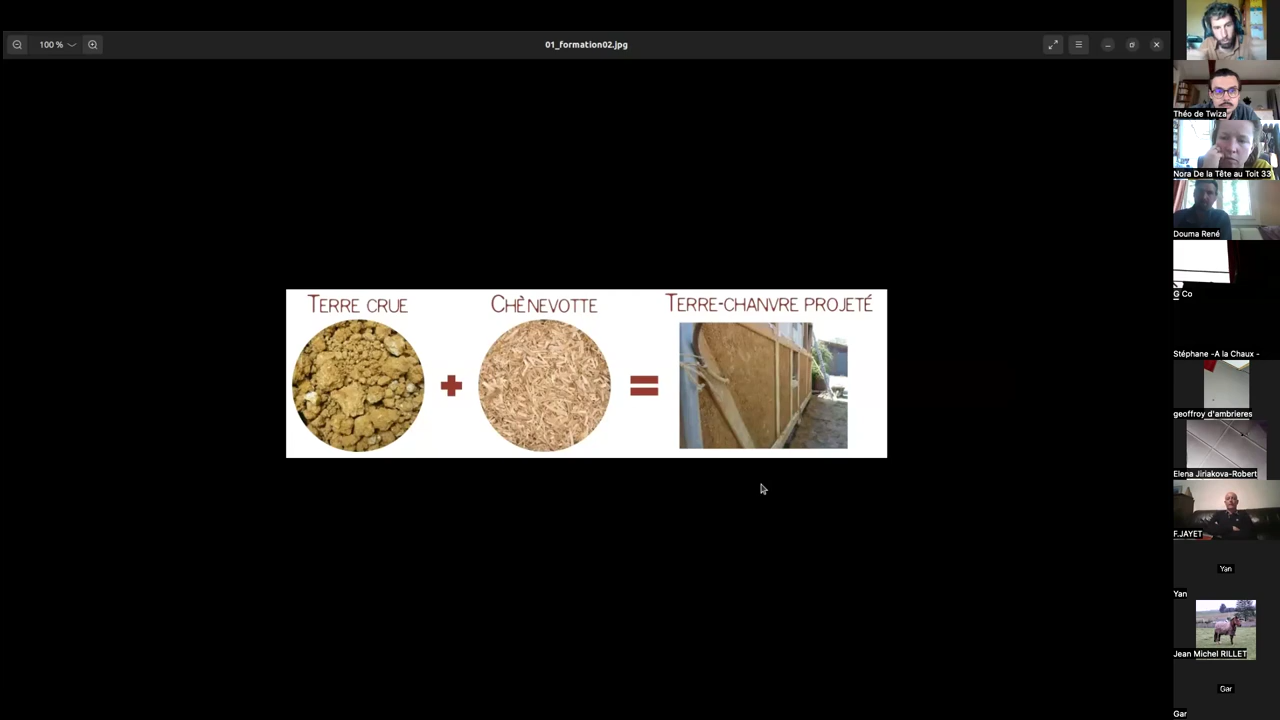 100 %
01_formation02.jpg
TERRE CRUE
CHÈNEVOTTE
TERRE-CHANVRE PROJETÉ
Théo de Twiza
Nora De la Tête au Toit 33
Douma René
G Co
Stéphane -A la Chaux -
geoffroy d'ambrieres
Elena Jiriakova-Robert
F.JAYET
Yan
Yan
Jean Michel RILLET
Gar
Gar